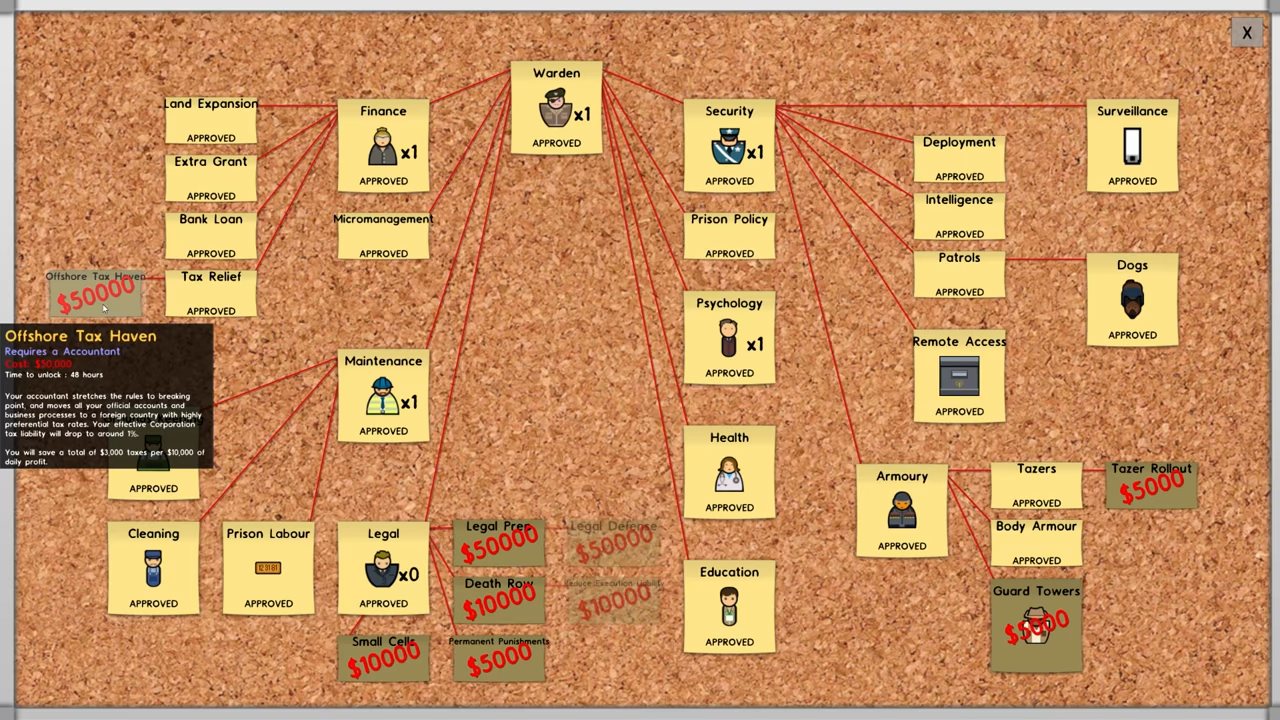 X
Warden
x1
APPROVED
Land Expansion
APPROVED
Finance
x1
APPROVED
Security
x1
APPROVED
Surveillance
APPROVED
Extra Grant
APPROVED
Deployment
APPROVED
Bank Loan
APPROVED
Micromanagement
APPROVED
Prison Policy
APPROVED
Intelligence
APPROVED
Offshore Tax Haven
$50000
Tax Relief
APPROVED
Patrols
APPROVED
Dogs
APPROVED
Psychology
x1
APPROVED
Offshore Tax Haven
Requires a Accountant
Cost: $50,000
Time to unlock : 48 hours
Your accountant stretches the rules to breaking
point, and moves all your official accounts and
business processes to a foreign country with highly
preferential tax rates. Your effective Corporation
tax liability will drop to around 1%.
You will save a total of $3,000 taxes per $10,000 of
daily profit.
APPROVED
Maintenance
x1
APPROVED
Remote Access
APPROVED
Health
APPROVED
Armoury
APPROVED
Tazers
APPROVED
Tazer Rollout
$5000
Body Armour
APPROVED
Guard Towers
$5000
Cleaning
APPROVED
Prison Labour
APPROVED
Legal
x0
APPROVED
Legal Prep
$50000
Legal Defense
$50000
Death Row
$10000
$10000
Education
APPROVED
Small Cells
$10000
Permanent Punishments
$5000